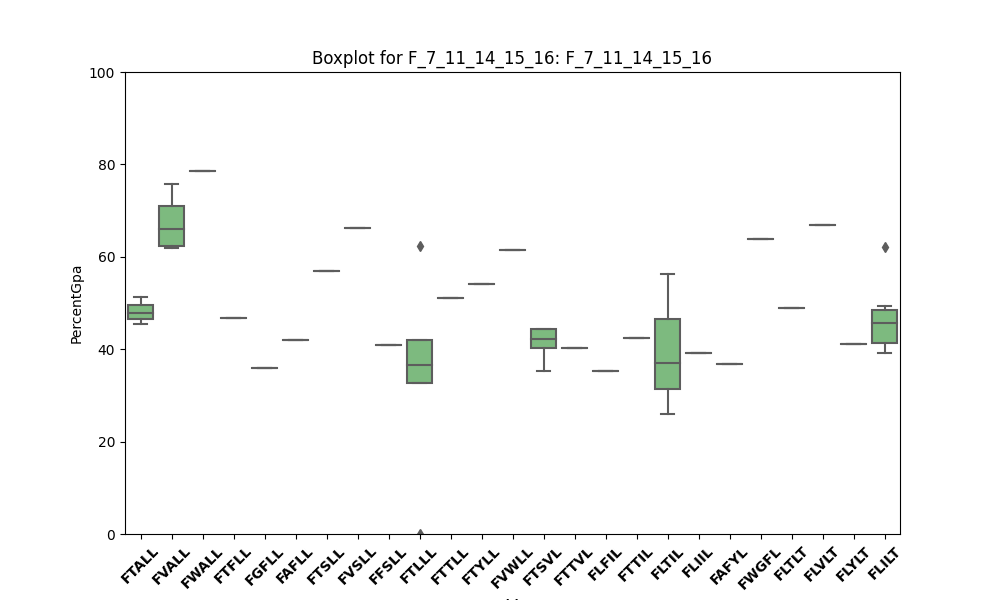 Boxplot for F_7_11_14_15_16: F_7_11_14_15_16
100
80
60
40
20
0
PercentGpa
FTALL
FVALL
FWALL
FTFLL
FGFLL
FAFLL
FTSLL
FVSLL
FFSLL
FTLLL
FTTLL
FTYLL
FVWLL
FTSVL
FTTVL
FLFIL
FTTIL
FLTIL
FLIIL
FAFYL
FWGFL
FLTLT
FLVLT
FLYLT
FLILT